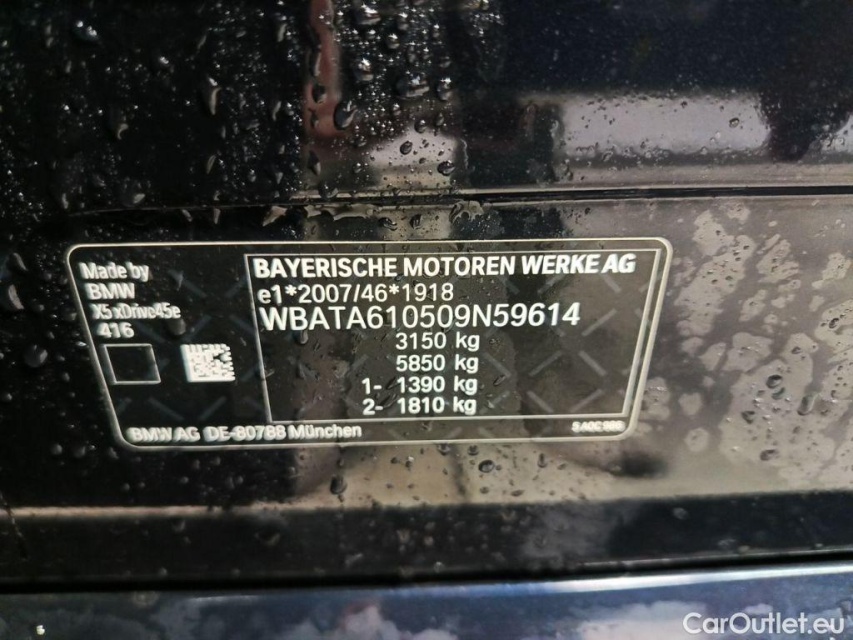 Made by
BMW
X5 xDrive45e
416
BAYERISCHE MOTOREN WERKE AG
e1*2007/46*1918
WBATA610509N59614
3150 kg
5850 kg
1- 1390 kg
2- 1810 kg
BMW AG DE-80788 München
CarOutlet.eu